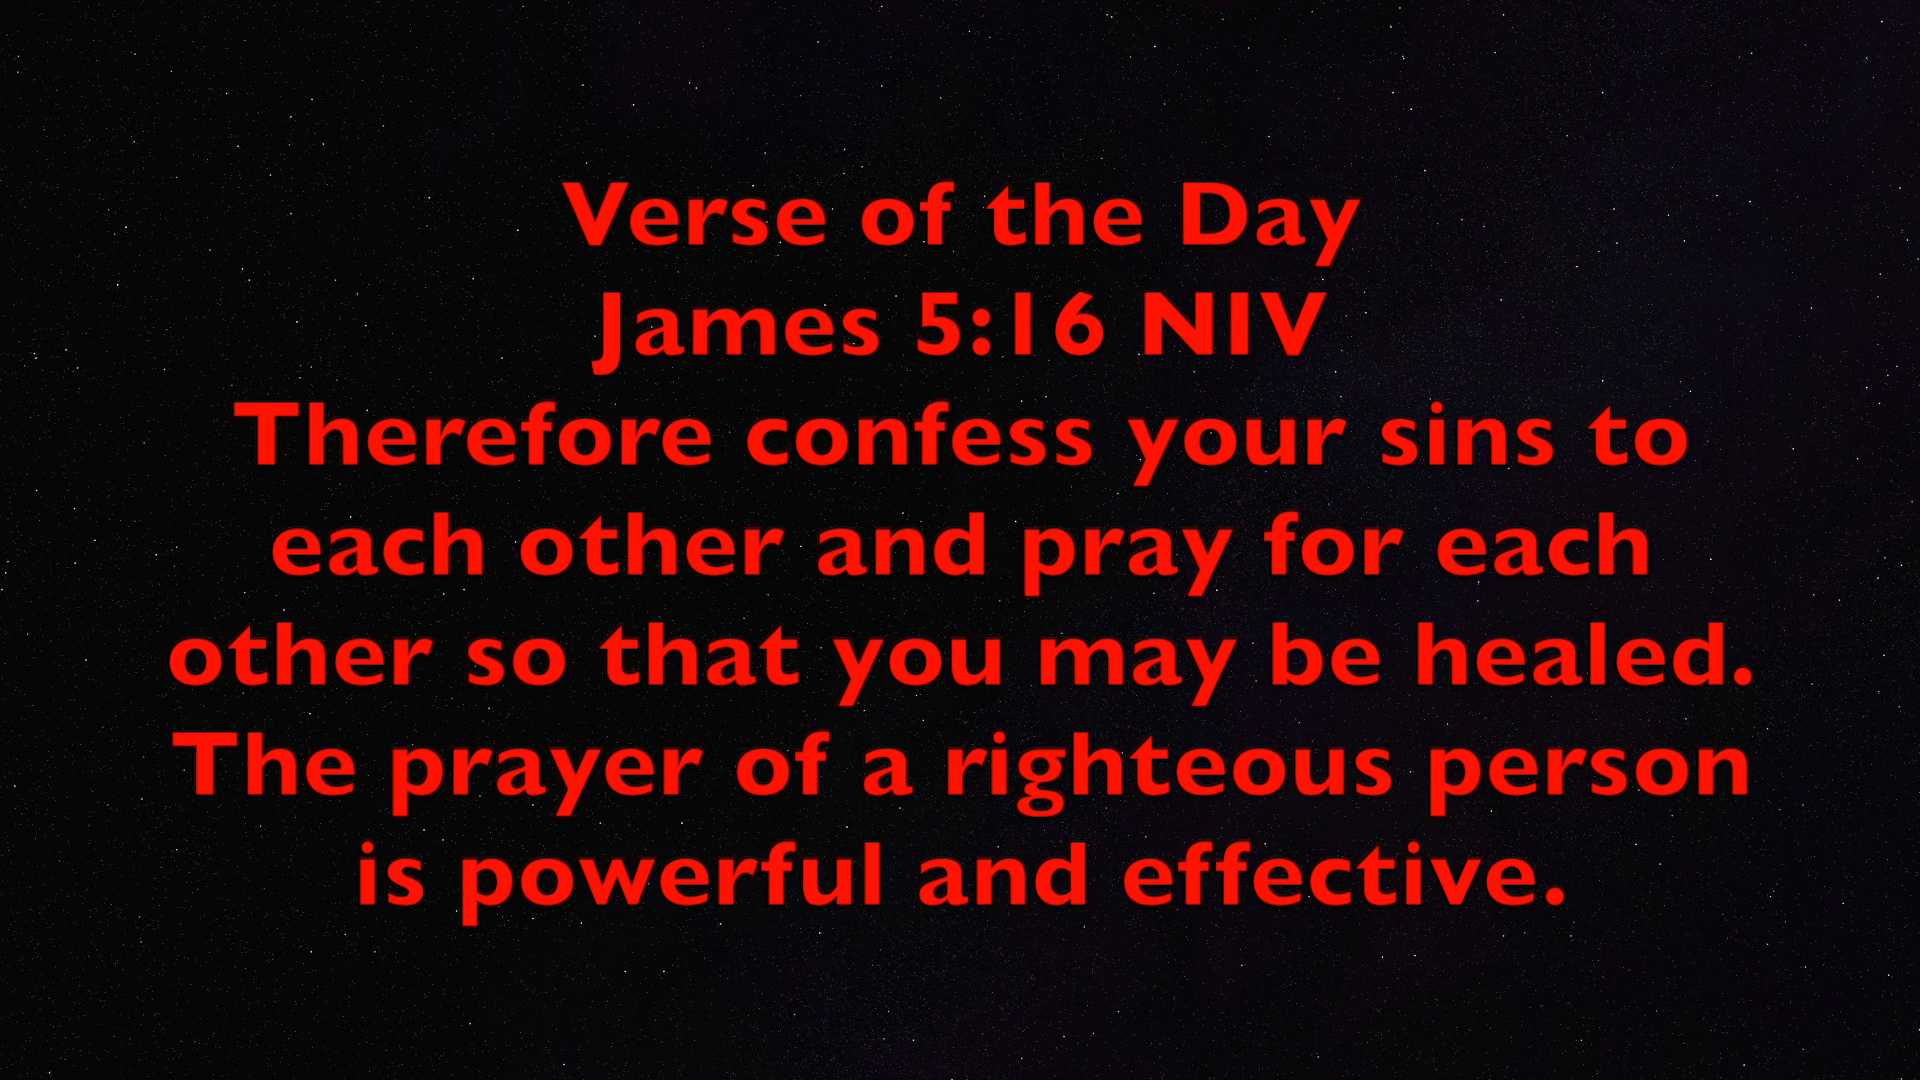 Verse of the Day
James 5:16 NIV
Therefore confess your sins to
each other and pray for each
other so that you may be healed.
The prayer of a righteous person
is powerful and effective.